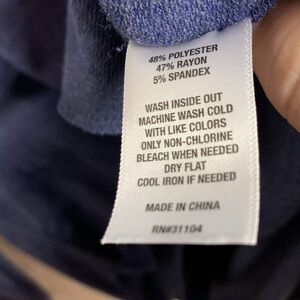 48% POLYESTER
47% RAYON
5% SPANDEX
WASH INSIDE OUT
MACHINE WASH COLD
WITH LIKE COLORS
ONLY NON-CHLORINE
BLEACH WHEN NEEDED
DRY FLAT
COOL IRON IF NEEDED
MADE IN CHINA
RN#31104